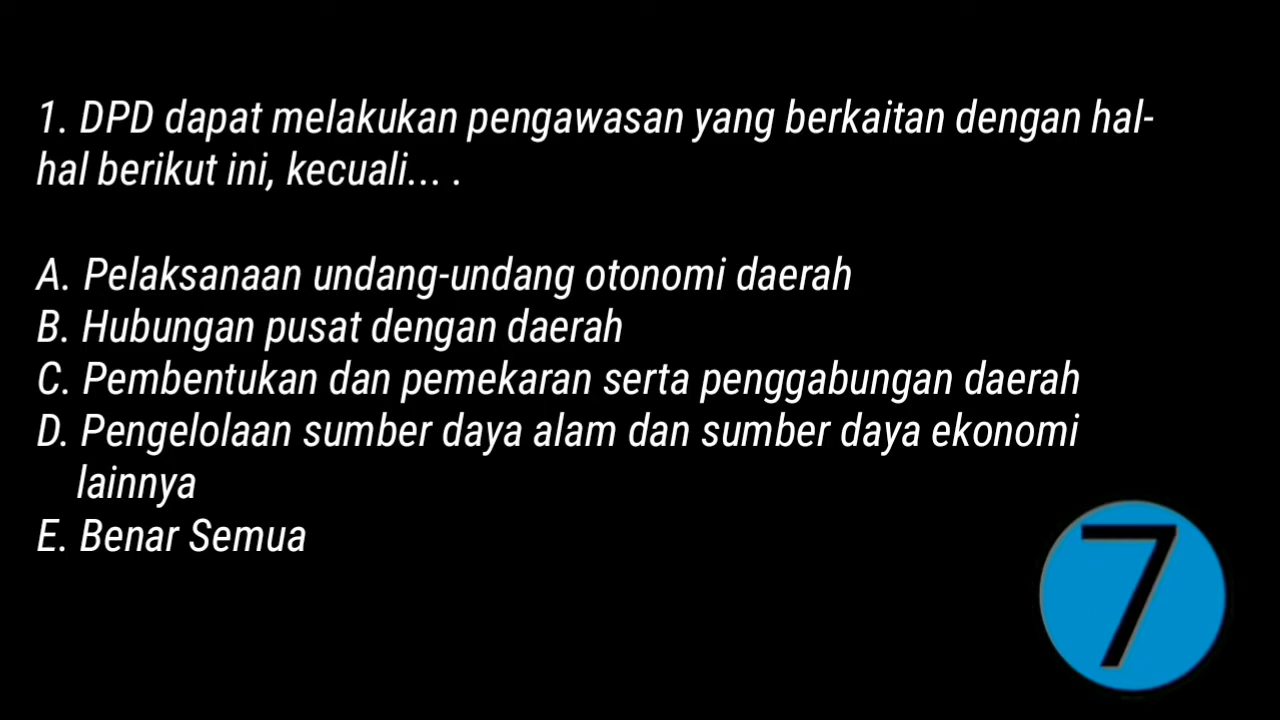 1. DPD dapat melakukan pengawasan yang berkaitan dengan hal-
hal berikut ini, kecuali... .
A. Pelaksanaan undang-undang otonomi daerah
B. Hubungan pusat dengan daerah
C. Pembentukan dan pemekaran serta penggabungan daerah
D. Pengelolaan sumber daya alam dan sumber daya ekonomi
lainnya
E. Benar Semua
7